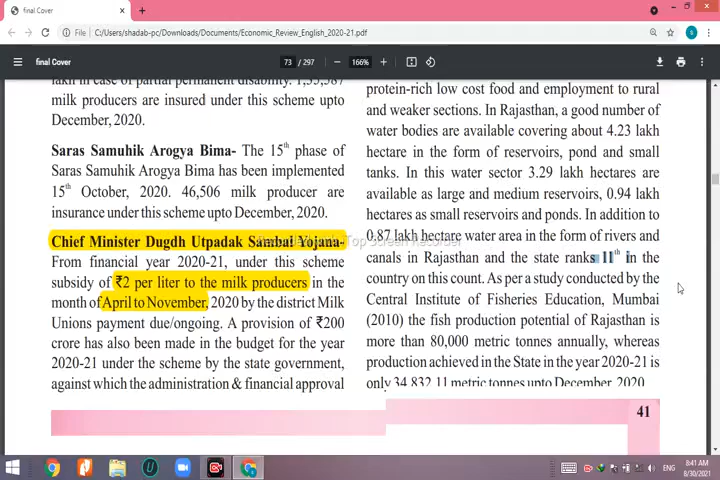 final Cover
File | C:/Users/shadab-pc/Downloads/Documents/Economic_Review_English_2020-21.pdf
final Cover
73 / 297
166%
lakh in case of partial permanent disability. 1,55,587
milk producers are insured under this scheme upto
December, 2020.
Saras Samuhik Arogya Bima- The 15th phase of
Saras Samuhik Arogya Bima has been implemented
15th October, 2020. 46,506 milk producer are
insurance under this scheme upto December, 2020.
Chief Minister Dugdh Utpadak Sambal Yojana-
From financial year 2020-21, under this scheme
subsidy of ₹2 per liter to the milk producers in the
month of April to November, 2020 by the district Milk
Unions payment due/ongoing. A provision of ₹200
crore has also been made in the budget for the year
2020-21 under the scheme by the state government,
against which the administration & financial approval
protein-rich low cost food and employment to rural
and weaker sections. In Rajasthan, a good number of
water bodies are available covering about 4.23 lakh
hectare in the form of reservoirs, pond and small
tanks. In this water sector 3.29 lakh hectares are
available as large and medium reservoirs, 0.94 lakh
hectares as small reservoirs and ponds. In addition to
0.87 lakh hectare water area in the form of rivers and
canals in Rajasthan and the state ranks 11th in the
country on this count. As per a study conducted by the
Central Institute of Fisheries Education, Mumbai
(2010) the fish production potential of Rajasthan is
more than 80,000 metric tonnes annually, whereas
production achieved in the State in the year 2020-21 is
only 34,832.11 metric tonnes upto December, 2020
41
Top Screen Recorder
ENG
8:41 AM
8/30/2021